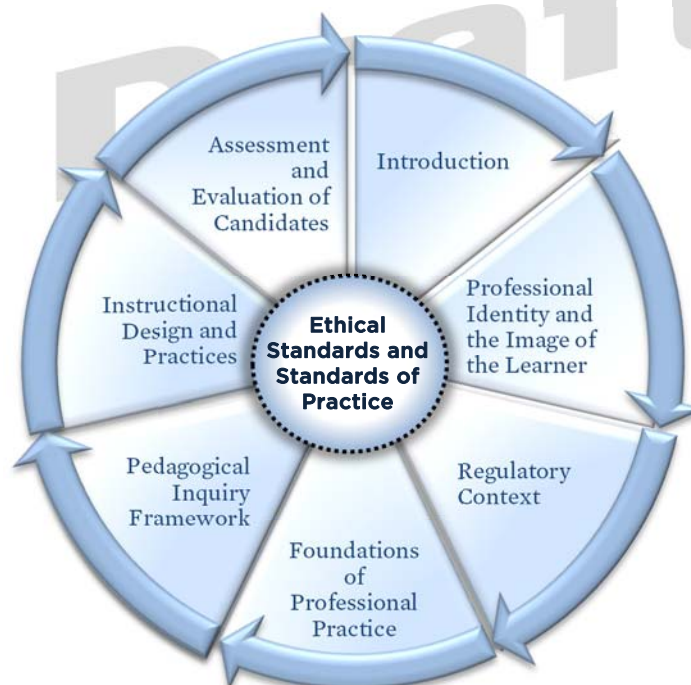 Draft
Introduction
Professional
Identity and
the Image of
the Learner
Regulatory
Context
Foundations
of
Professional
Practice
Pedagogical
Inquiry
Framework
Instructional
Design and
Practices
Assessment
and
Evaluation of
Candidates
Ethical
Standards and
Standards of
Practice